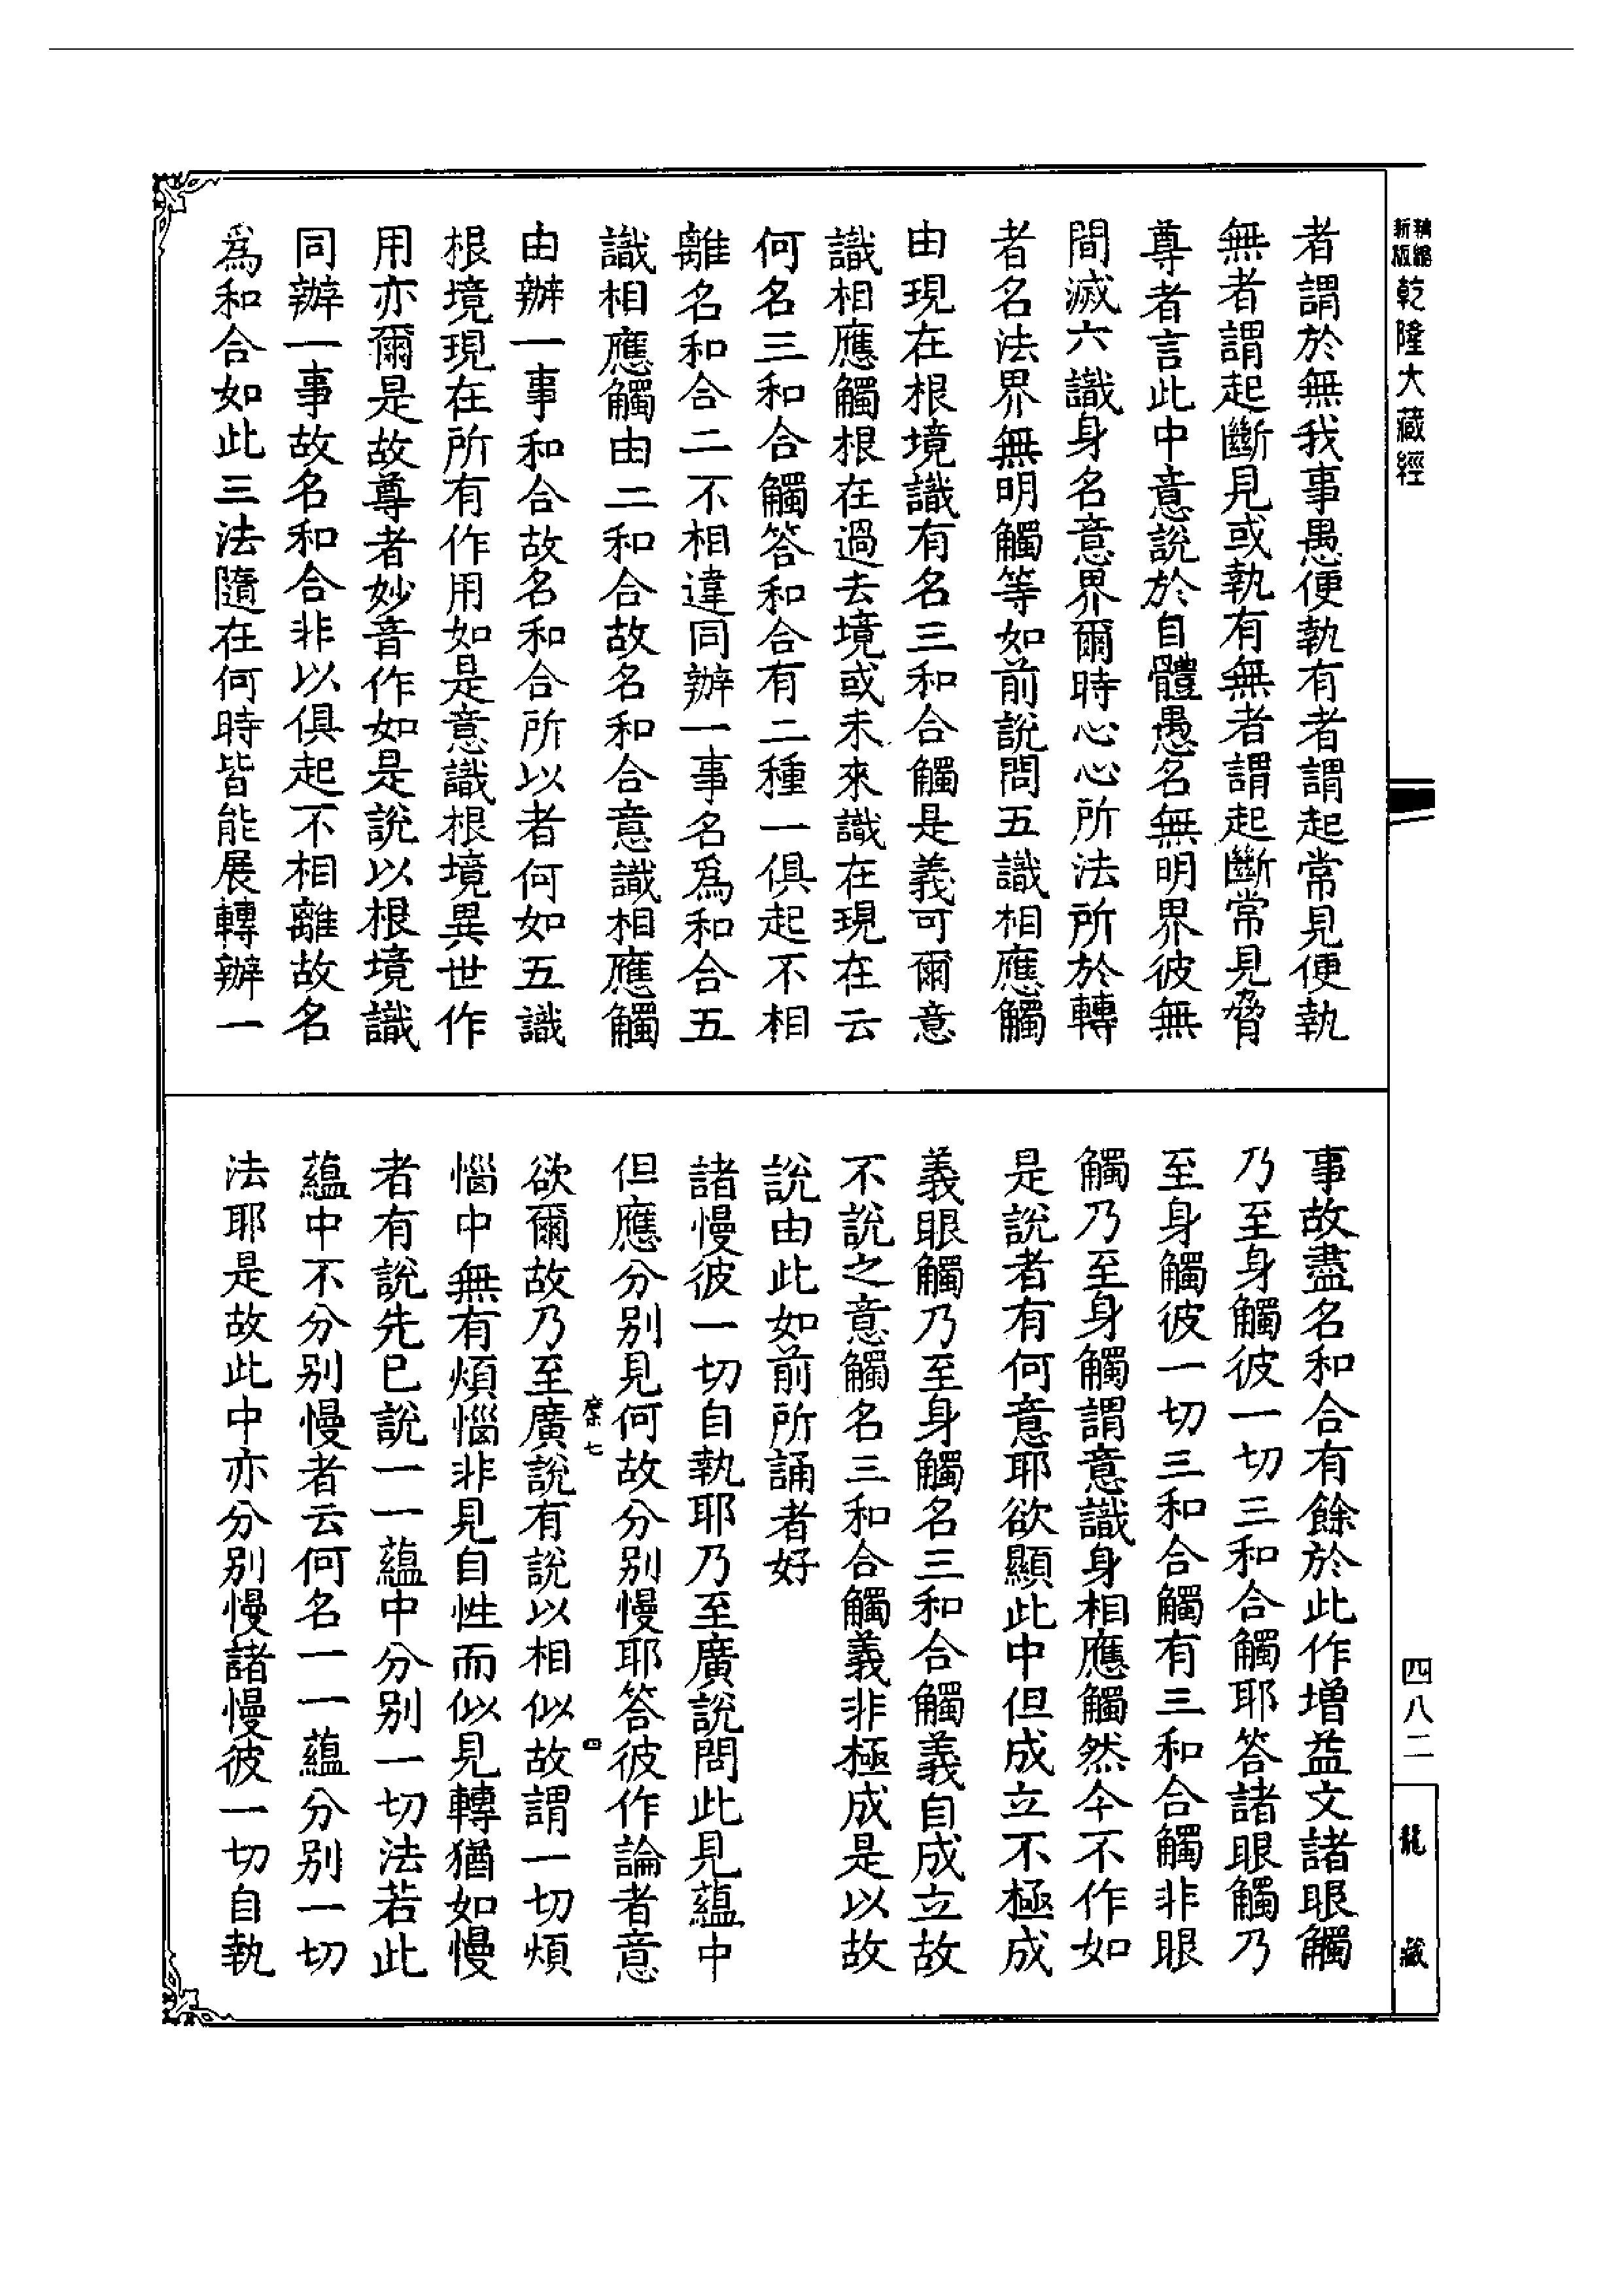 新版精縮乾隆大藏經
者謂於無我事愚便執有者謂起常見便執
無者謂起斷見或執有無者謂起斷常見脅
尊者言此中意說於自體愚名無明界彼無
間滅六識身名意界爾時心心所法所於轉
者名法界無明觸等如前說問五識相應觸
由現在根境識有名三和合觸是義可爾意
識相應觸根在過去境或未來識在現在云
何名三和合觸答和合有二種一俱起不相
離名和合二不相違同辦一事名爲和合五
識相應觸由二和合故名和合意識相應觸
由辦一事和合故名和合所以者何如五識
根境現在所有作用如是意識根境異世作
用亦爾是故尊者妙音作如是說以根境識
同辦一事故名和合非以俱起不相離故名
爲和合如此三法隨在何時皆能展轉辦一
事故盡名和合有餘於此作增益文諸眼觸
乃至身觸彼一切三和合觸耶答諸眼觸乃
至身觸彼一切三和合觸有三和合觸非眼
觸乃至身觸謂意識身相應觸然今不作如
是說者有何意耶欲顯此中但成立不極成
義眼觸乃至身觸名三和合觸義自成立故
不說之意觸名三和合觸義非極成是以故
說由此如前所誦者好
諸慢彼一切自執耶乃至廣說問此見蘊中
但應分別見何故分別慢耶答彼作論者意
七
四
欲爾故乃至廣說有說以相似故謂一切煩
惱中無有煩惱非見自性而似見轉猶如慢
者有說先已說一一蘊中分別一切法若此
蘊中不分別慢者云何名一一蘊分別一切
法耶是故此中亦分別慢諸慢彼一切自執
四八二
龍藏